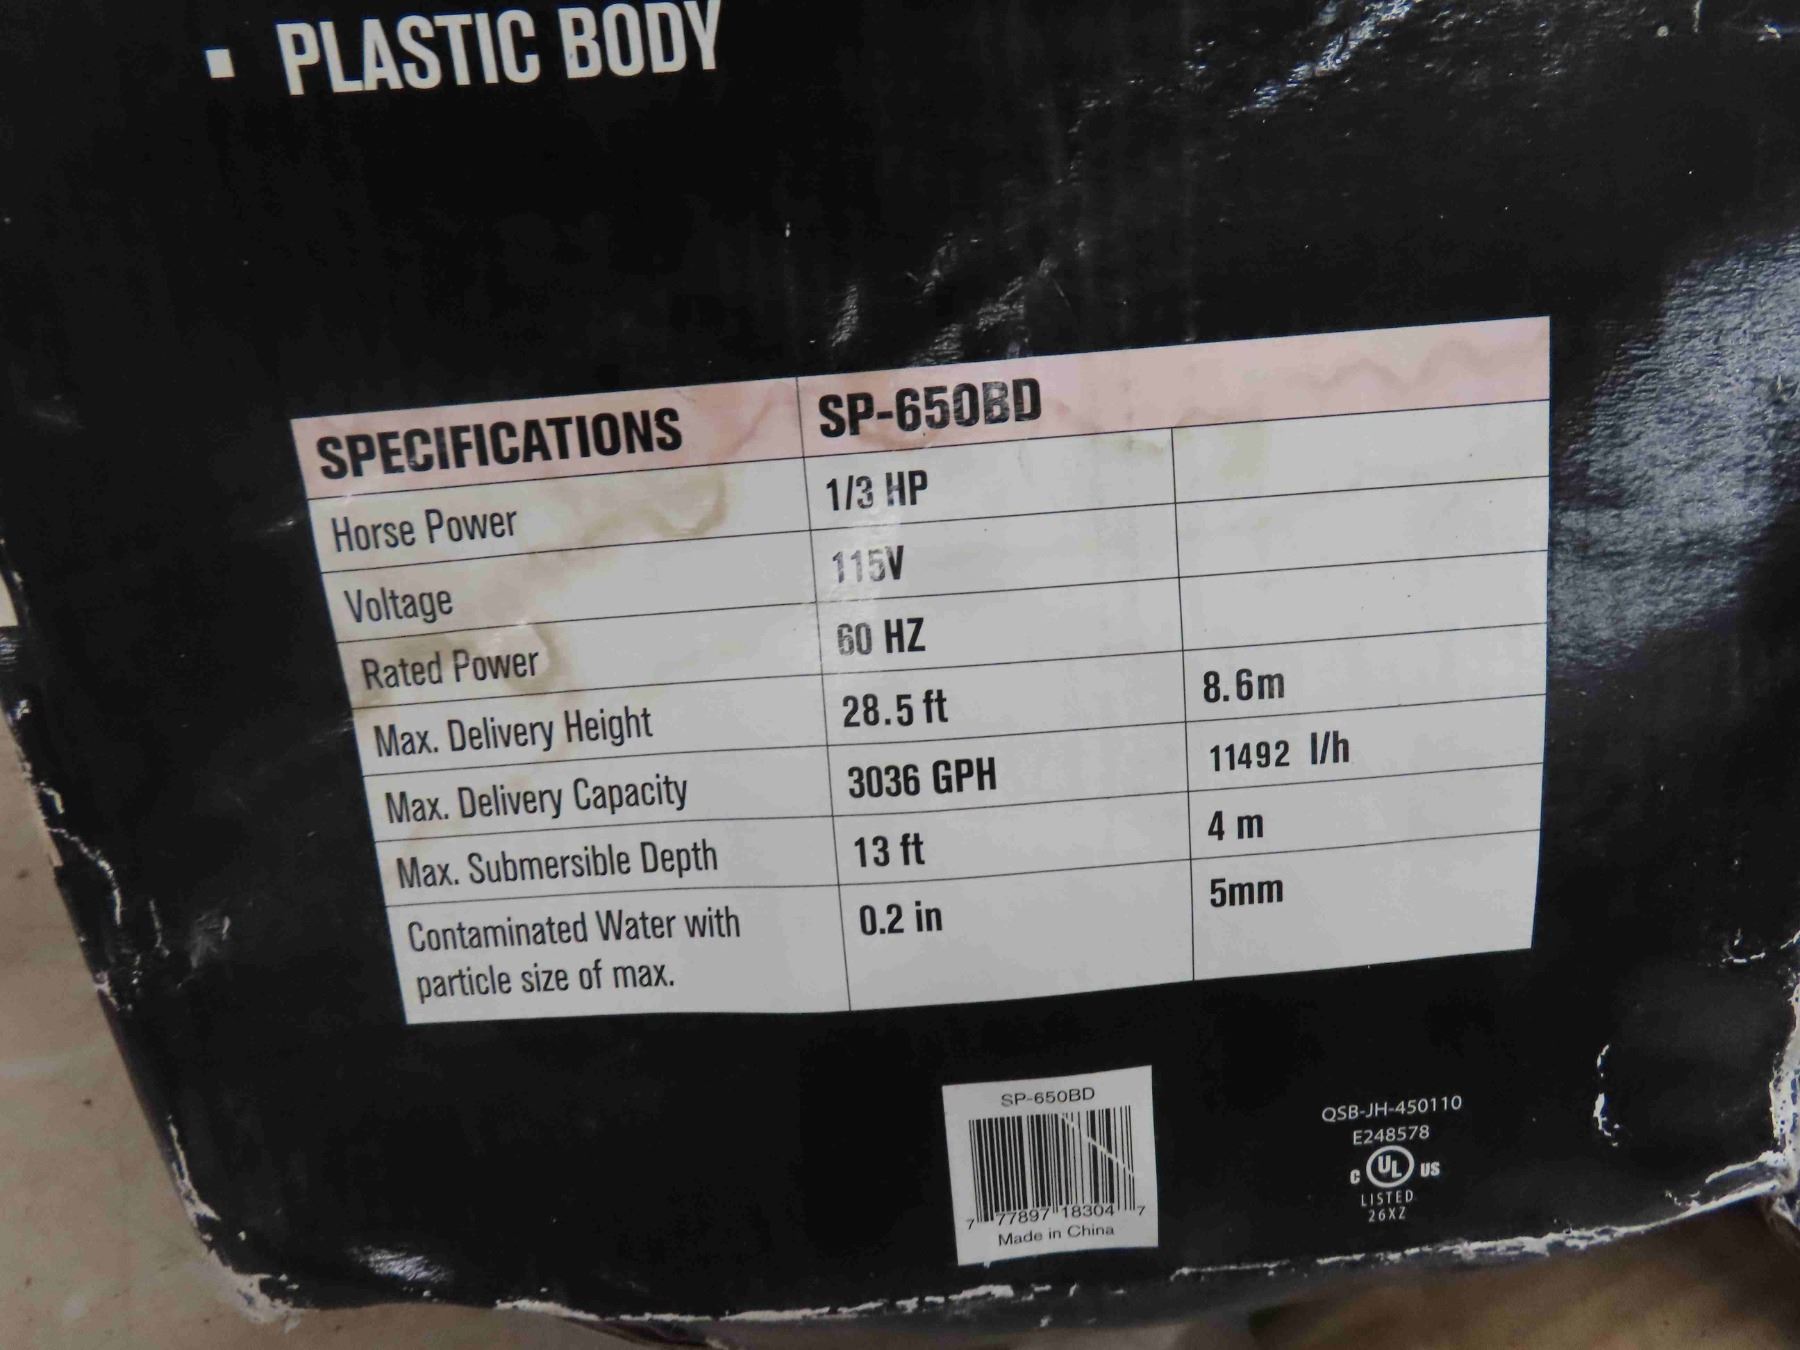 ▪ PLASTIC BODY
SPECIFICATIONS SP-650BD
Horse Power 1/3 HP
Voltage 115V
Rated Power 60 HZ
Max. Delivery Height 28.5 ft 8.6m
Max. Delivery Capacity 3036 GPH 11492 l/h
Max. Submersible Depth 13 ft 4 m
Contaminated Water with 0.2 in 5mm
particle size of max.
SP-650BD
7 77897 18304 7
Made in China
QSB-JH-450110
E248578
C UL US
LISTED
26XZ